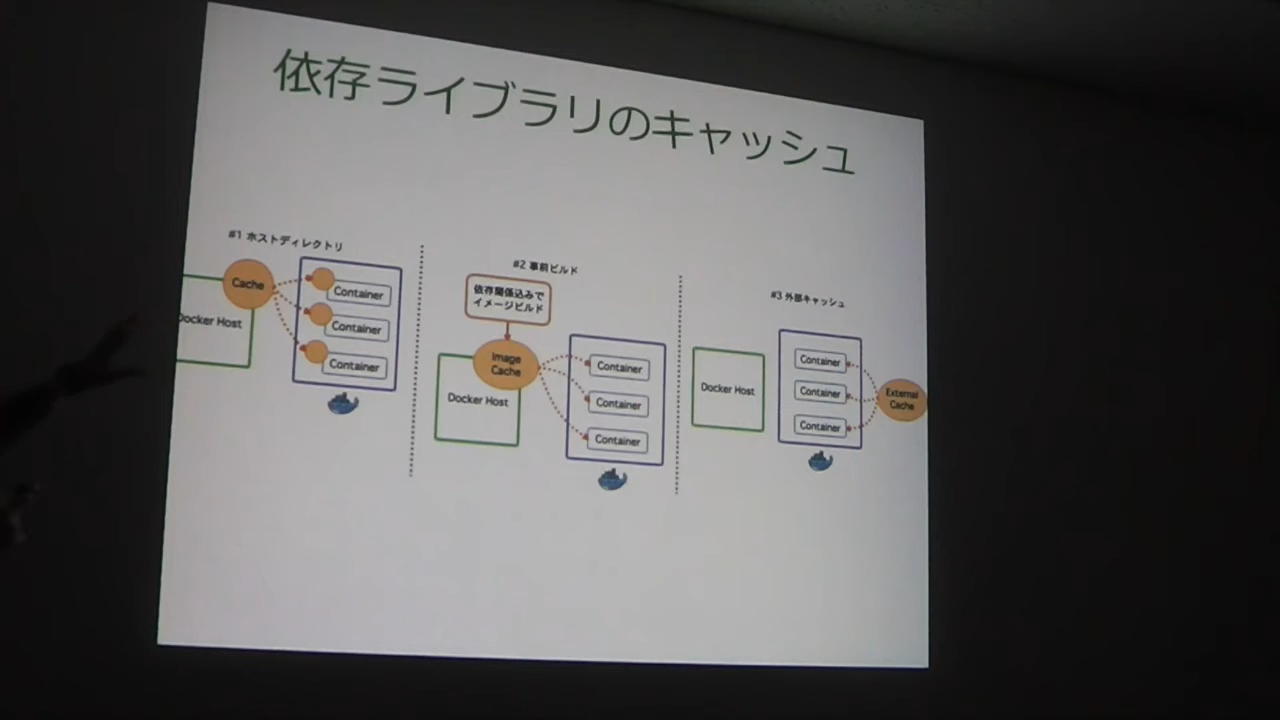 依存ライブラリのキャッシュ
#1 ホストディレクトリ
Cache
Docker Host
Container
Container
Container
#2 事前ビルド
依存関係込みで
イメージビルド
Image
Cache
Docker Host
Container
Container
Container
#3 外部キャッシュ
Docker Host
Container
Container
Container
External
Cache